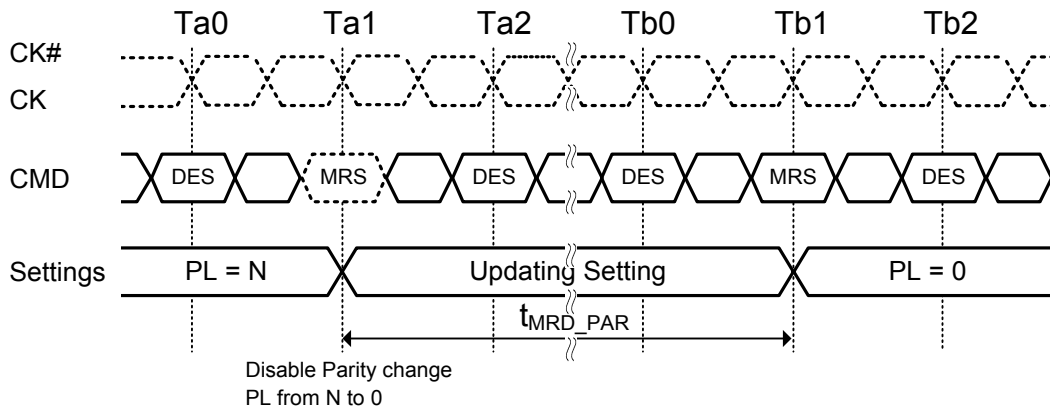 Ta0 Ta1 Ta2 Tb0 Tb1 Tb2
CK#
CK
CMD DES MRS DES DES MRS DES
Settings PL = N Updating Setting PL = 0
tMRD_PAR
Disable Parity change
PL from N to 0